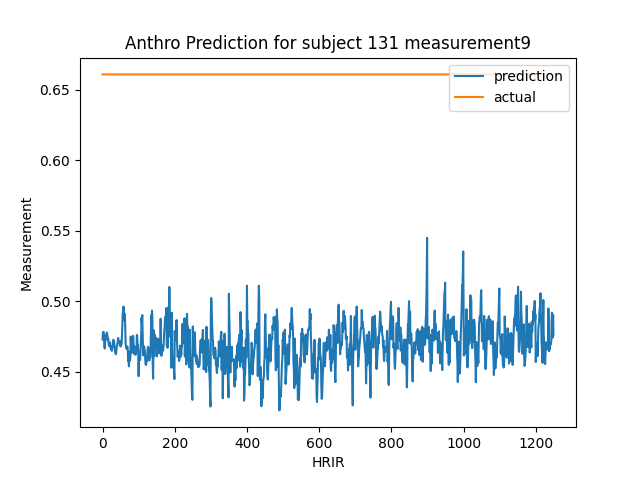 Anthro Prediction for subject 131 measurement9
prediction
actual
Measurement
0.65
0.60
0.55
0.50
0.45
0 200 400 600 800 1000 1200
HRIR